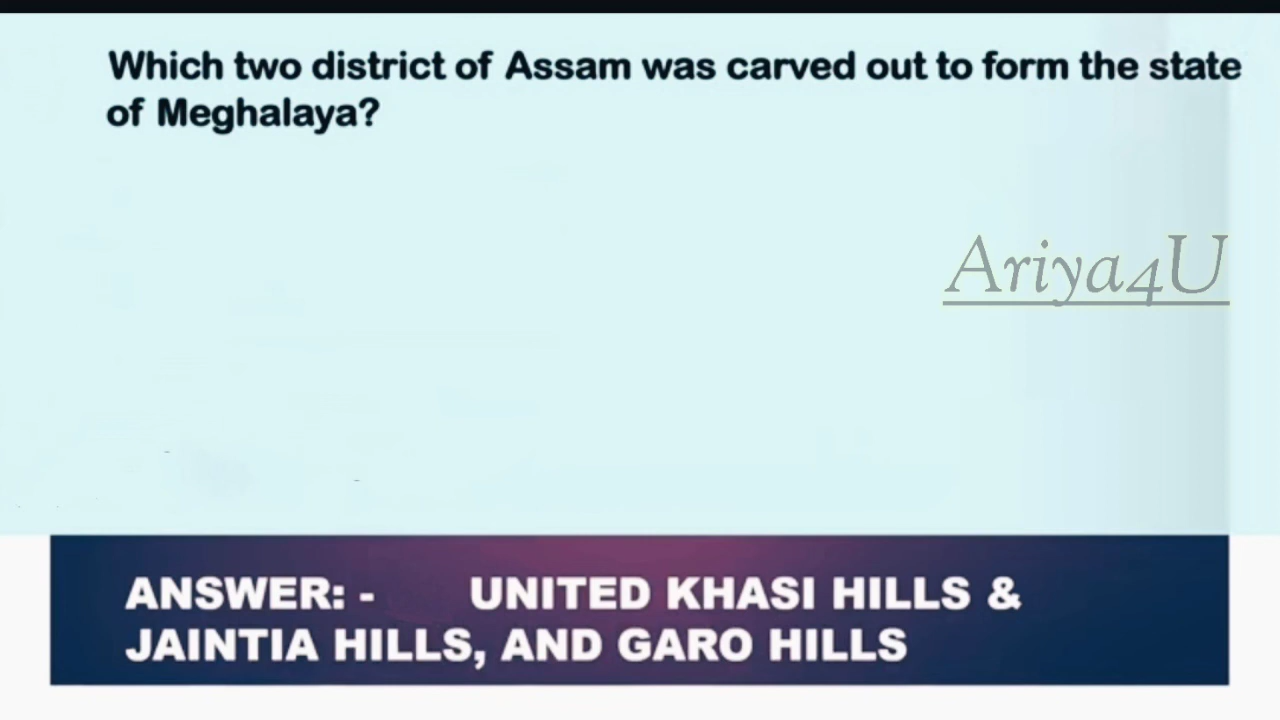 Which two district of Assam was carved out to form the state
of Meghalaya?
Ariya4U
ANSWER: - UNITED KHASI HILLS &
JAINTIA HILLS, AND GARO HILLS